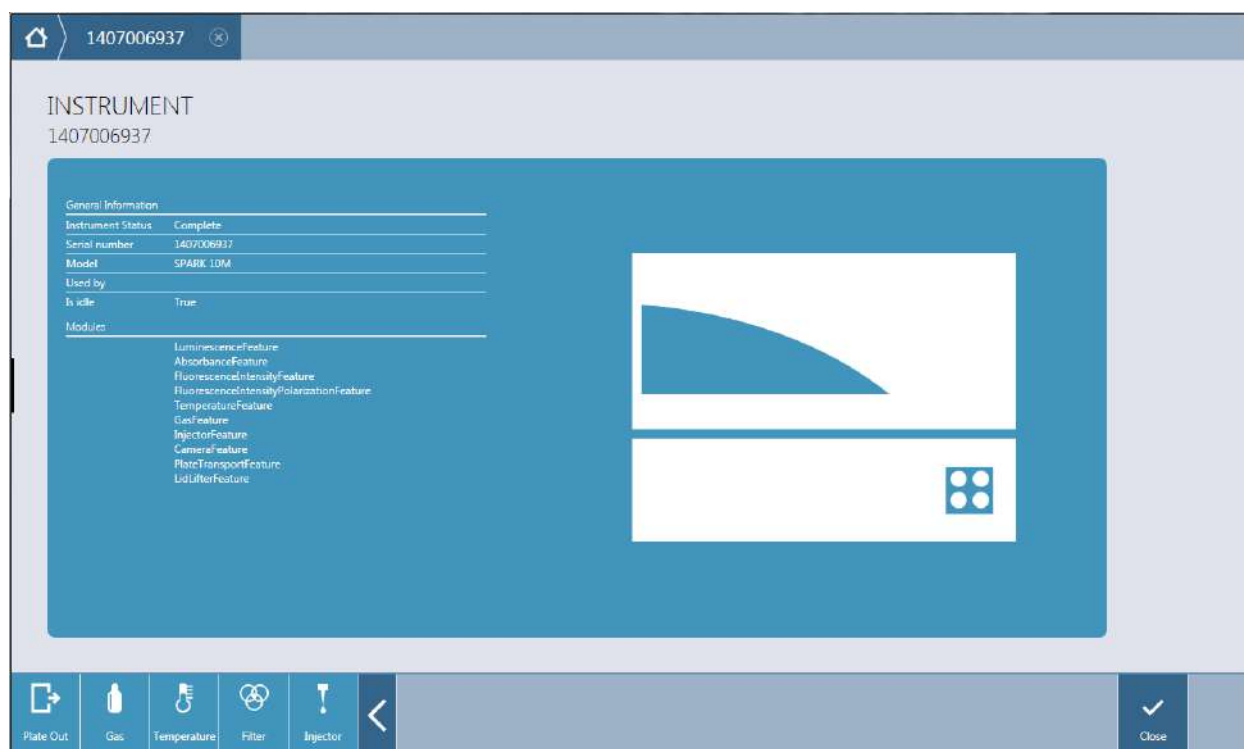 1407006937
INSTRUMENT
1407006937
General Information
Instrument Status Complete
Serial number 1407006937
Model SPARK 10M
Used by
Is idle True
Modules
LuminescenceFeature
AbsorbanceFeature
FluorescenceIntensityFeature
FluorescenceIntensityPolarizationFeature
TemperatureFeature
GasFeature
InjectorFeature
CameraFeature
PlateTransportFeature
LidLifterFeature
Plate Out Gas Temperature Filter Injector Close